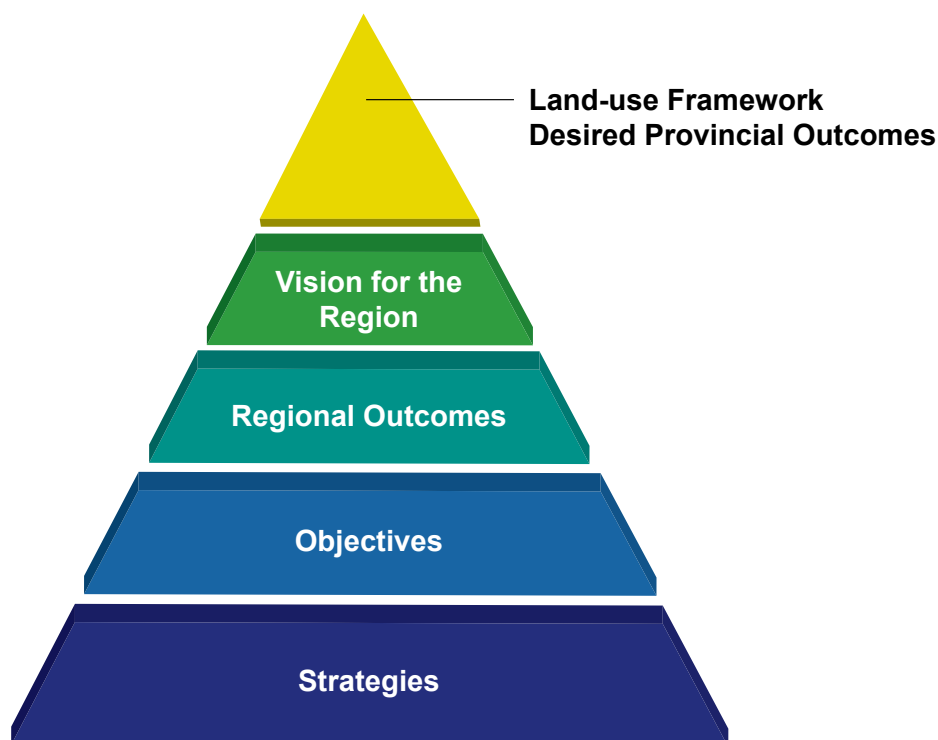 Land-use Framework
Desired Provincial Outcomes
Vision for the
Region
Regional Outcomes
Objectives
Strategies